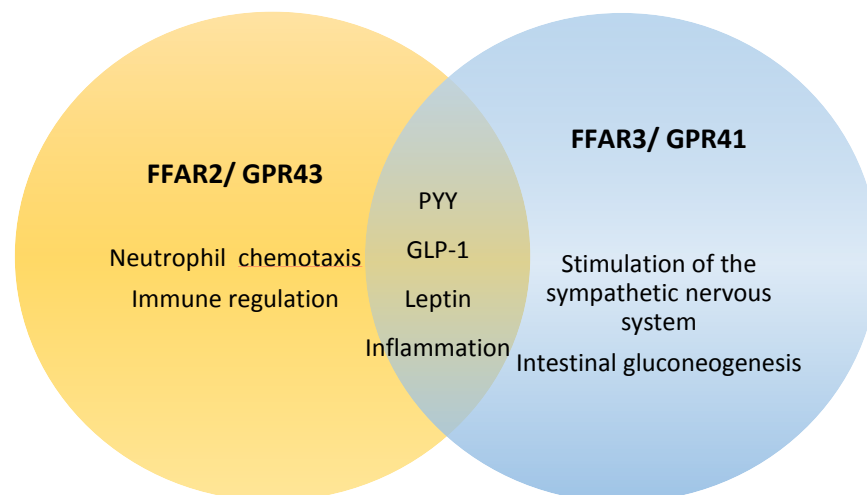 FFAR2/ GPR43
Neutrophil chemotaxis
Immune regulation
PYY
GLP-1
Leptin
Inflammation
FFAR3/ GPR41
Stimulation of the
sympathetic nervous
system
Intestinal gluconeogenesis